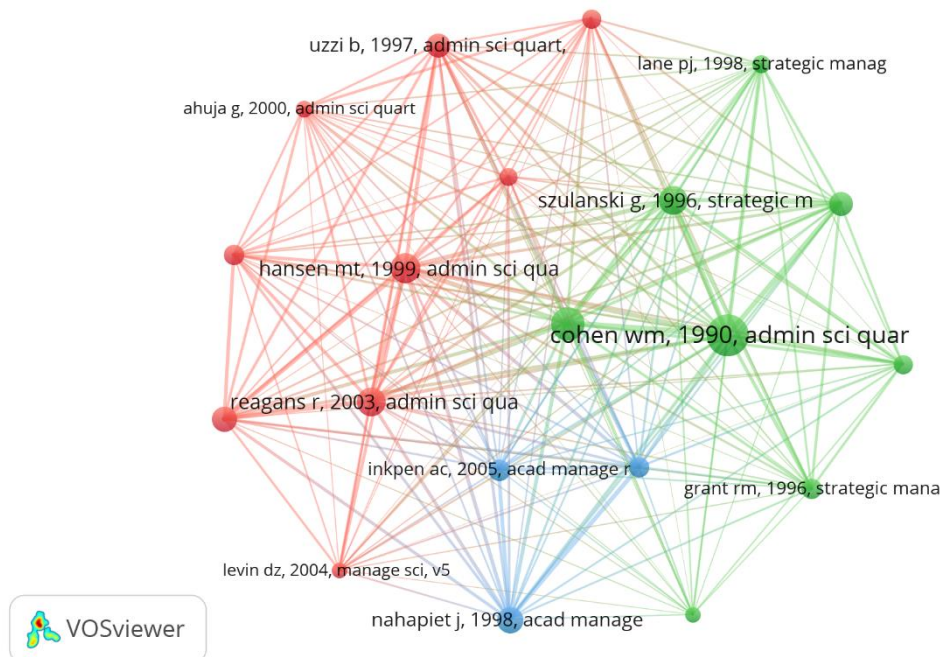 uzzi b, 1997, admin sci quart,
lane pj, 1998, strategic manag
ahuja g, 2000, admin sci quart
szulanski g, 1996, strategic m
hansen mt, 1999, admin sci qua
cohen wm, 1990, admin sci quar
reagans r, 2003, admin sci qua
inkpen ac, 2005, acad manage r
grant rm, 1996, strategic mana
levin dz, 2004, manage sci, v5
nahapiet j, 1998, acad manage
VOSviewer